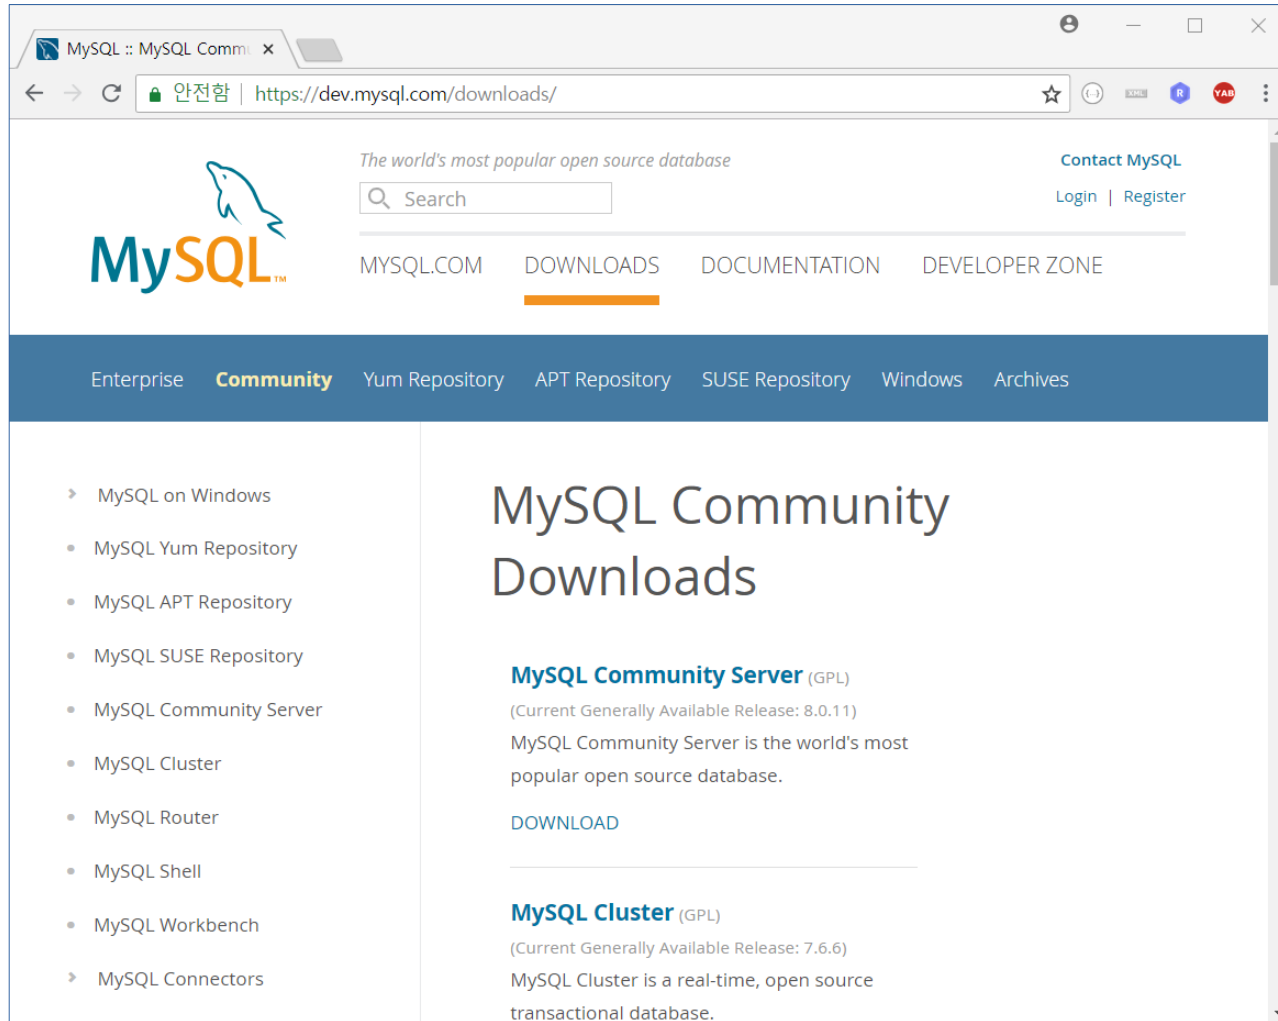 MySQL :: MySQL Commu
안전함 | https://dev.mysql.com/downloads/
{...} XML R YAB
The world's most popular open source database
Contact MySQL
Search
Login | Register
MySQL™
MYSQL.COM DOWNLOADS DOCUMENTATION DEVELOPER ZONE
Enterprise Community Yum Repository APT Repository SUSE Repository Windows Archives
MySQL on Windows
MySQL Yum Repository
MySQL APT Repository
MySQL SUSE Repository
MySQL Community Server
MySQL Cluster
MySQL Router
MySQL Shell
MySQL Workbench
MySQL Connectors
MySQL Community
Downloads
MySQL Community Server (GPL)
(Current Generally Available Release: 8.0.11)
MySQL Community Server is the world's most
popular open source database.
DOWNLOAD
MySQL Cluster (GPL)
(Current Generally Available Release: 7.6.6)
MySQL Cluster is a real-time, open source
transactional database.